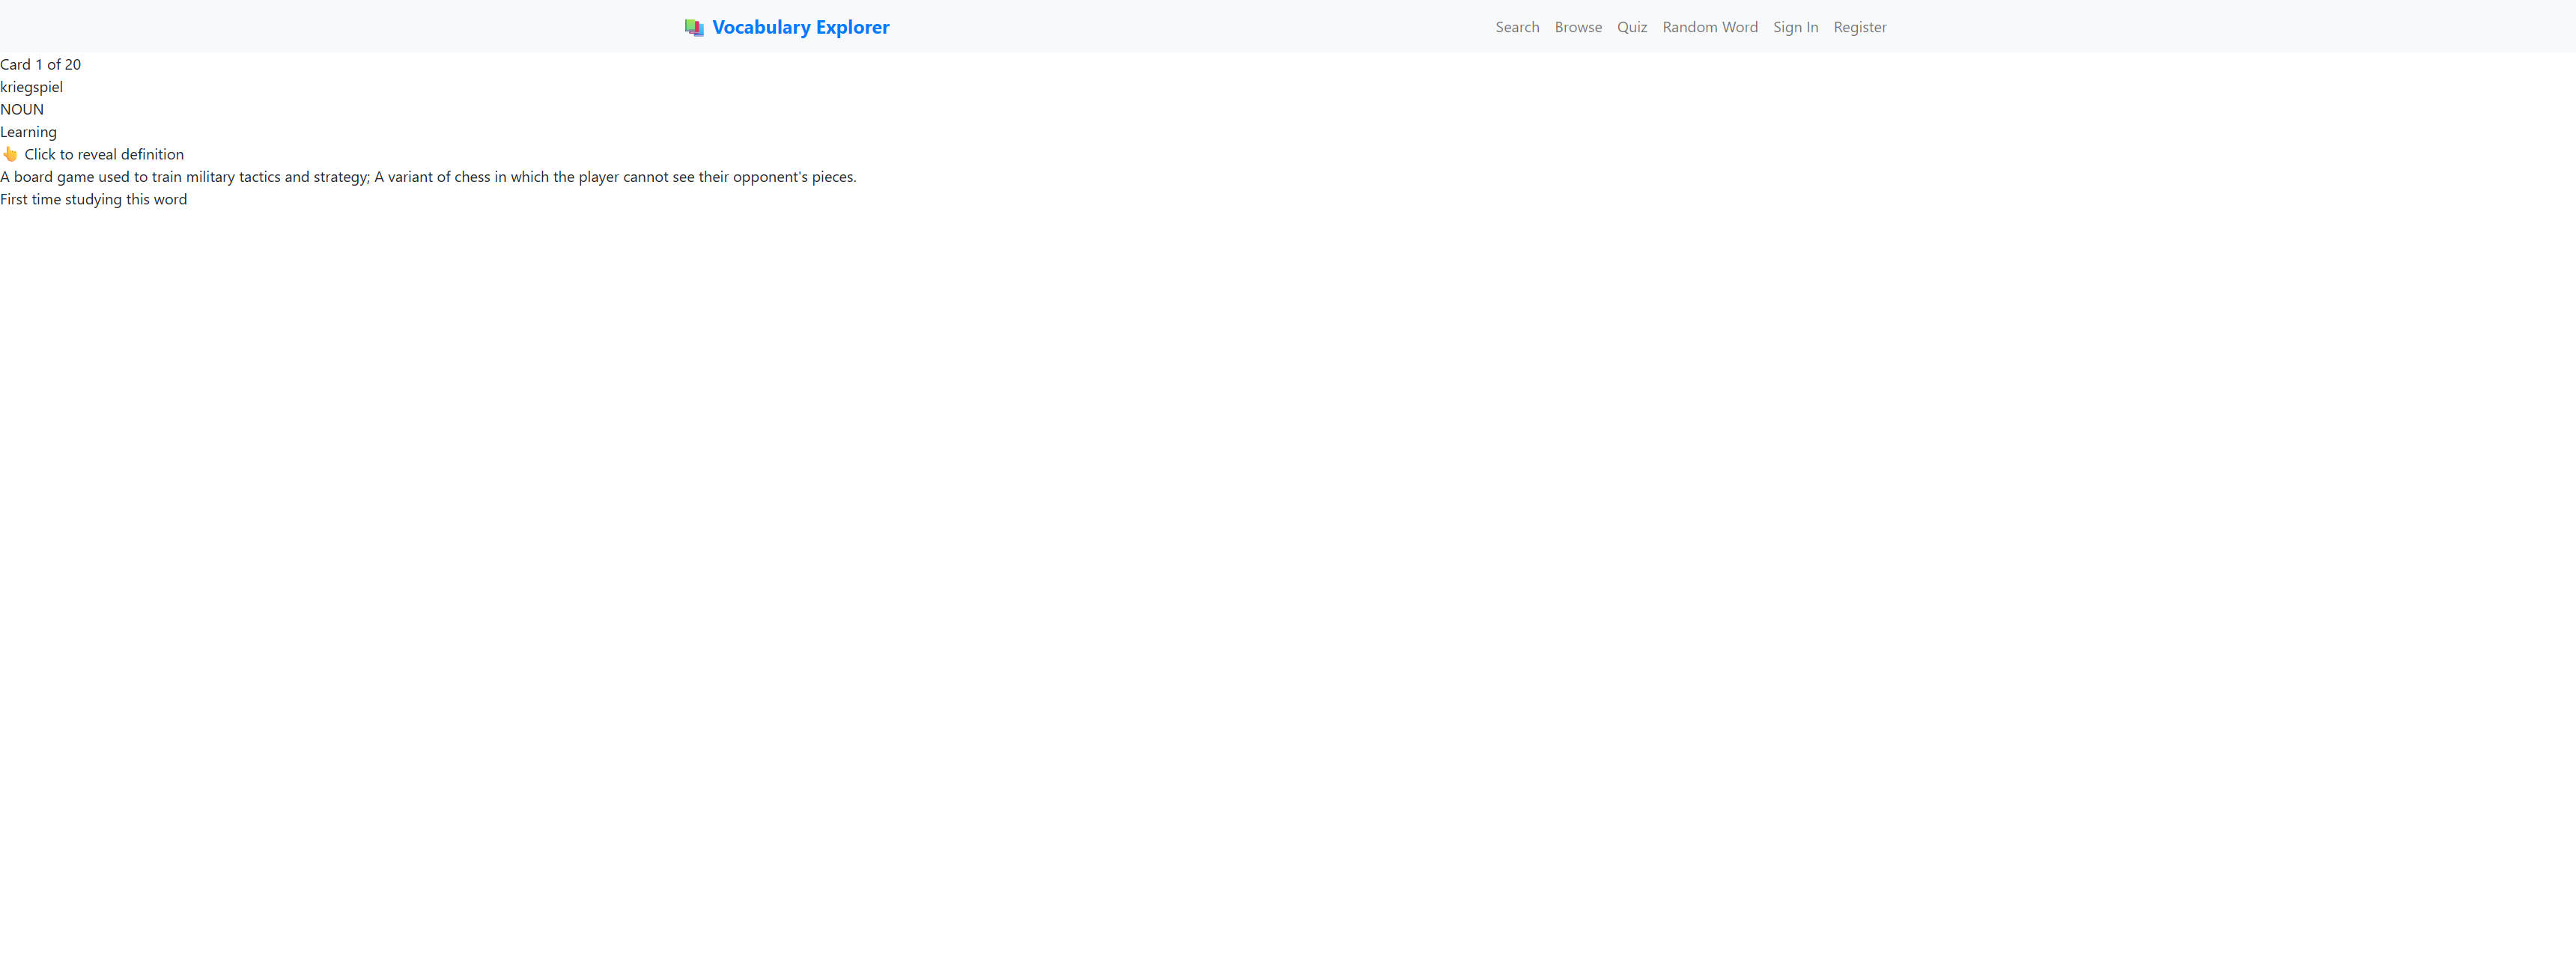 Vocabulary Explorer
Search Browse Quiz Random Word Sign In Register
Card 1 of 20
kriegspiel
NOUN
Learning
👆 Click to reveal definition
A board game used to train military tactics and strategy; A variant of chess in which the player cannot see their opponent's pieces.
First time studying this word